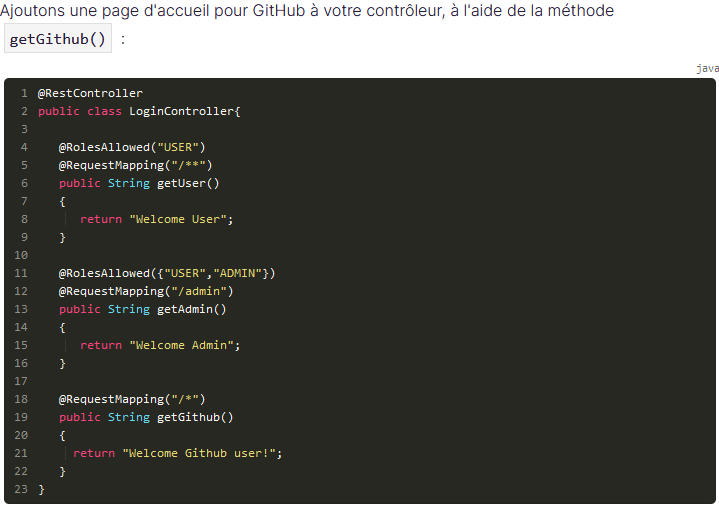 Ajoutons une page d'accueil pour GitHub à votre contrôleur, à l'aide de la méthode
getGithub() :
java
1 @RestController
2 public class LoginController{
3
4    @RolesAllowed("USER")
5    @RequestMapping("/**")
6    public String getUser()
7    {
8       return "Welcome User";
9    }
10
11    @RolesAllowed({"USER","ADMIN"})
12    @RequestMapping("/admin")
13    public String getAdmin()
14    {
15       return "Welcome Admin";
16    }
17
18    @RequestMapping("/*")
19    public String getGithub()
20    {
21      return "Welcome Github user!";
22    }
23 }